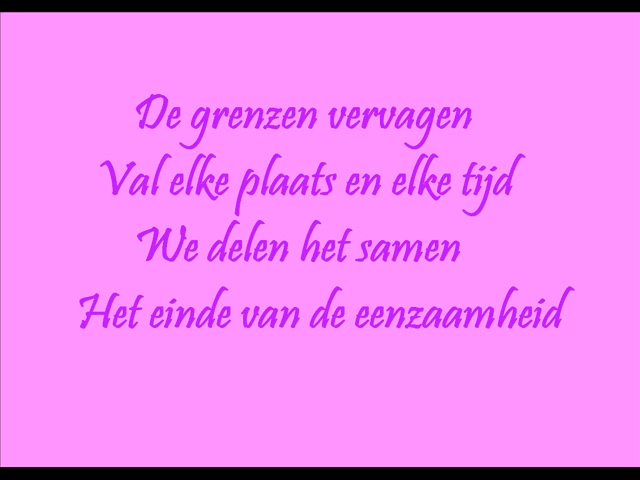 De grenzen vervagen
Val elke plaats en elke tijd
We delen het samen
Het einde van de eenzaamheid